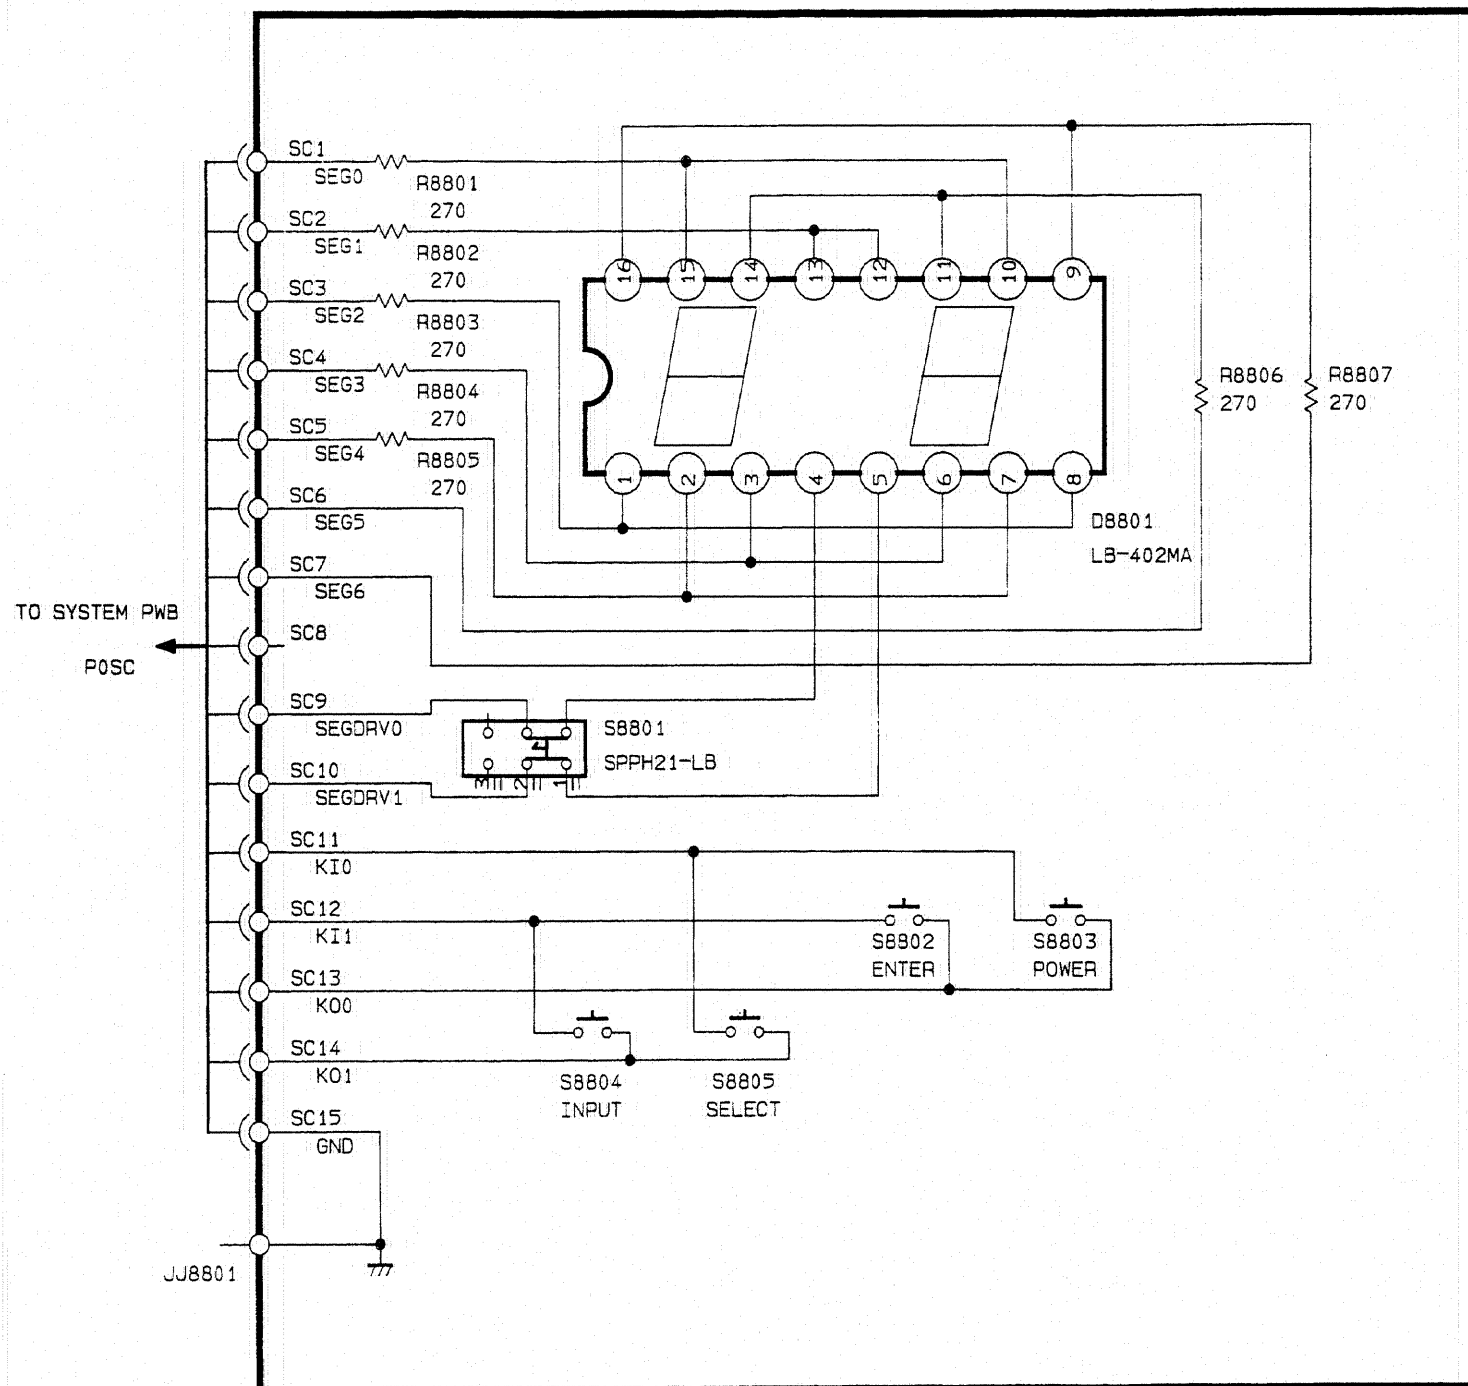 SC1
SEG0
R8801
270
SC2
SEG1
R8802
270
SC3
SEG2
R8803
270
SC4
SEG3
R8804
270
SC5
SEG4
R8805
270
SC6
SEG5
SC7
SEG6
TO SYSTEM PWB
SC8
P0SC
SC9
SEGDRV0
SC10
SEGDRV1
SC11
KI0
SC12
KI1
SC13
KO0
SC14
KO1
SC15
GND
JJ8801
16 15 14 13 12 11 10 9
1 2 3 4 5 6 7 8
D8801
LB-402MA
R8806
270
R8807
270
S8801
SPPH21-LB
3 2 1
S8802
ENTER
S8803
POWER
S8804
INPUT
S8805
SELECT